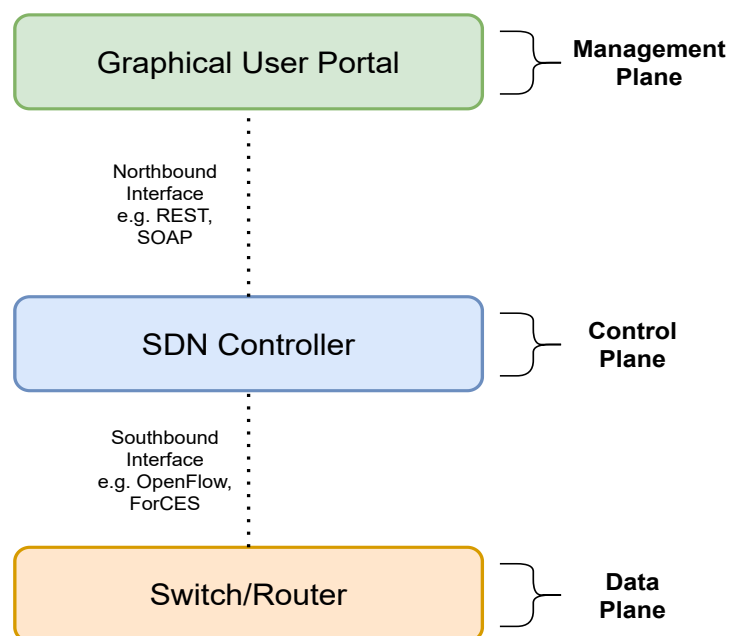 Graphical User Portal
Management
Plane
Northbound
Interface
e.g. REST,
SOAP
SDN Controller
Control
Plane
Southbound
Interface
e.g. OpenFlow,
ForCES
Switch/Router
Data
Plane